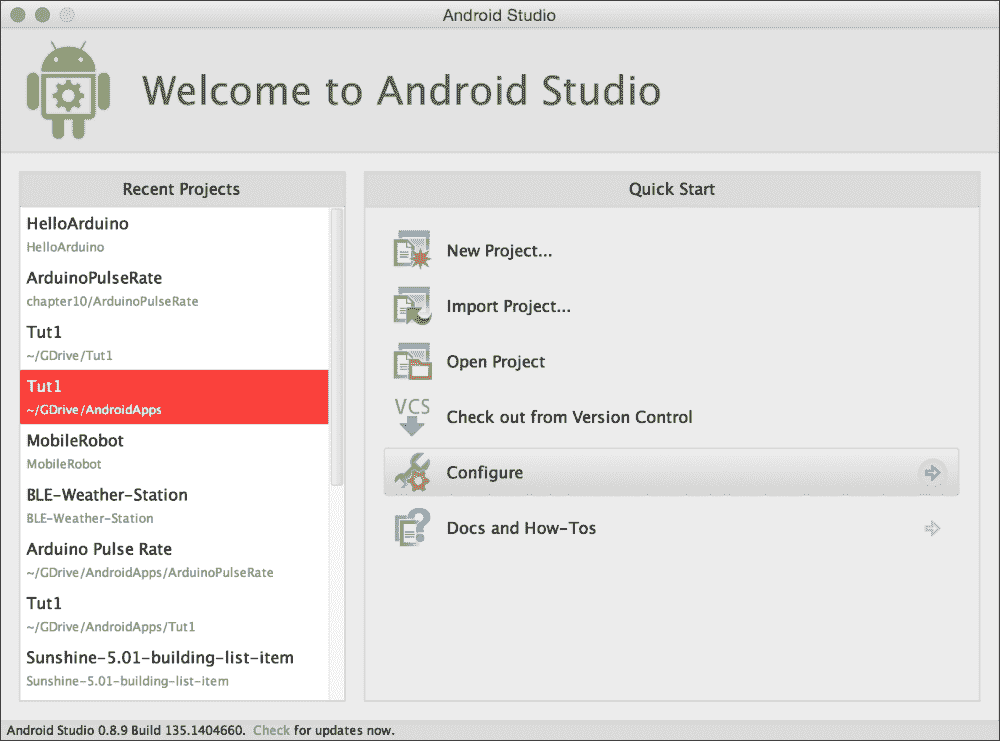 Android Studio
Welcome to Android Studio
Recent Projects
HelloArduino
HelloArduino
ArduinoPulseRate
chapter10/ArduinoPulseRate
Tut1
~/GDrive/Tut1
Tut1
~/GDrive/AndroidApps
MobileRobot
MobileRobot
BLE-Weather-Station
BLE-Weather-Station
Arduino Pulse Rate
~/GDrive/AndroidApps/ArduinoPulseRate
Tut1
~/GDrive/AndroidApps/Tut1
Sunshine-5.01-building-list-item
Sunshine-5.01-building-list-item
Quick Start
New Project...
Import Project...
Open Project
VCS
Check out from Version Control
Configure
Docs and How-Tos
Android Studio 0.8.9 Build 135.1404660. Check for updates now.